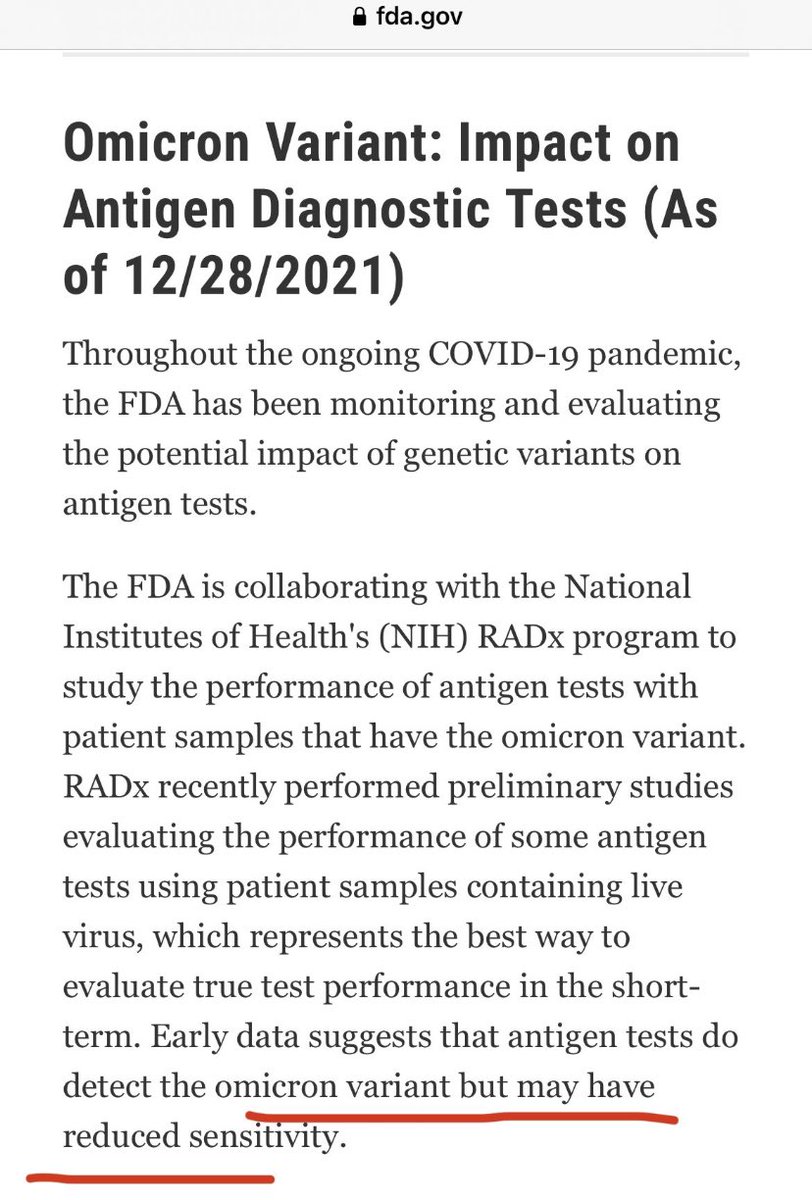 fda.gov
Omicron Variant: Impact on
Antigen Diagnostic Tests (As
of 12/28/2021)
Throughout the ongoing COVID-19 pandemic,
the FDA has been monitoring and evaluating
the potential impact of genetic variants on
antigen tests.
The FDA is collaborating with the National
Institutes of Health's (NIH) RADx program to
study the performance of antigen tests with
patient samples that have the omicron variant.
RADx recently performed preliminary studies
evaluating the performance of some antigen
tests using patient samples containing live
virus, which represents the best way to
evaluate true test performance in the short-
term. Early data suggests that antigen tests do
detect the omicron variant but may have
reduced sensitivity.